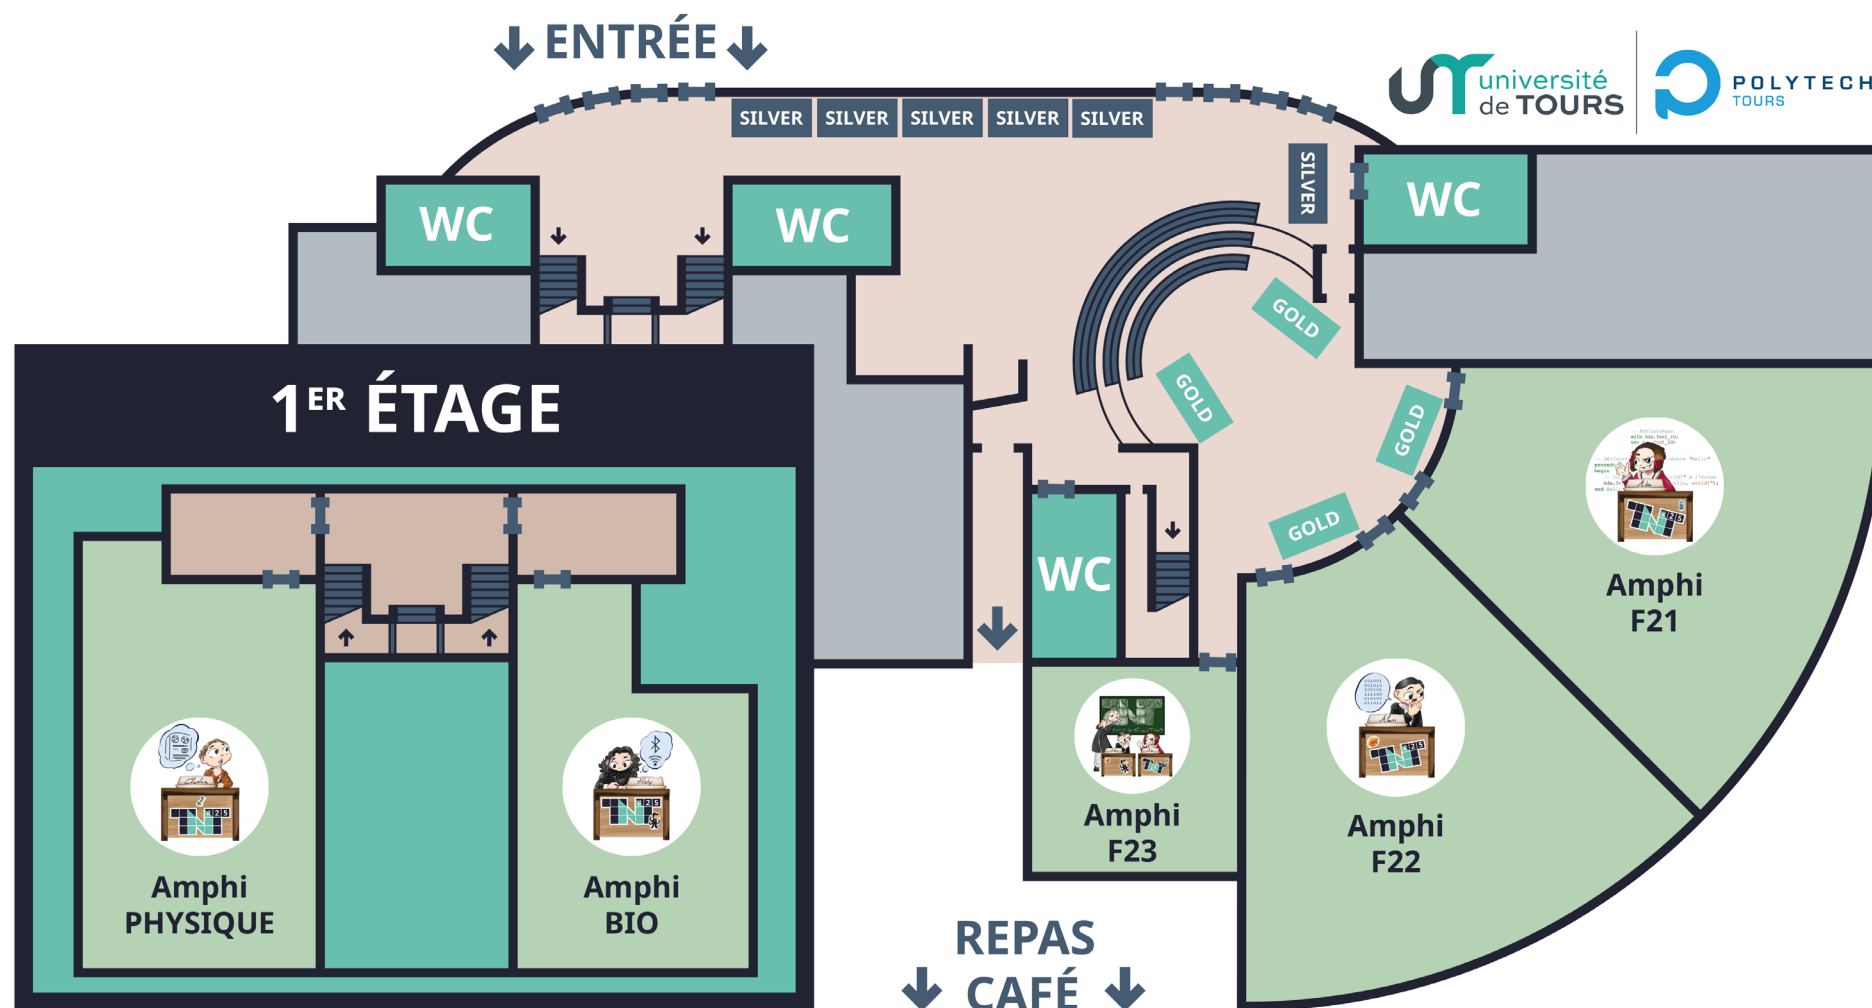 ENTRÉE
université
de TOURS
POLYTECH
TOURS
SILVER
SILVER
SILVER
SILVER
SILVER
SILVER
WC
WC
WC
GOLD
GOLD
GOLD
GOLD
1ER ÉTAGE
WC
Amphi
F21
Amphi
F22
Amphi
F23
Amphi
PHYSIQUE
Amphi
BIO
REPAS
CAFÉ